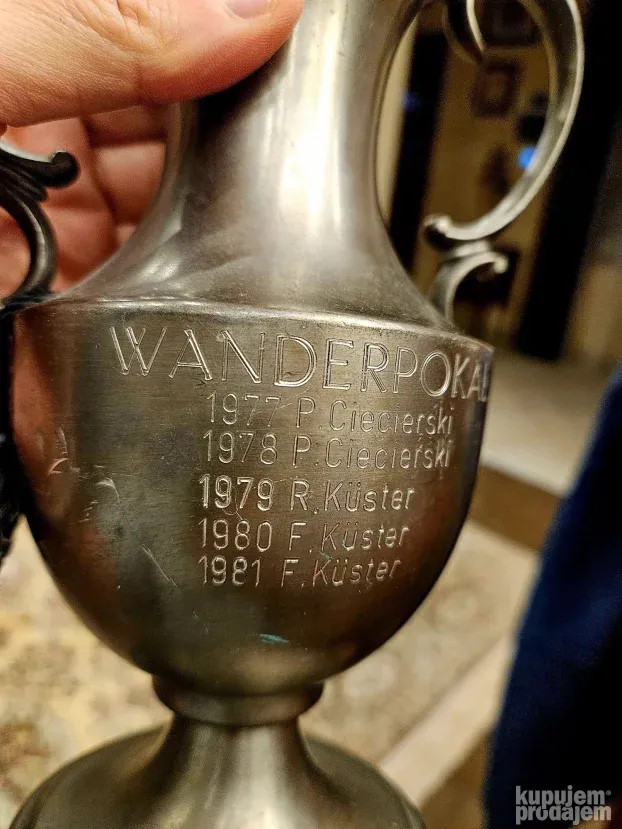 WANDERPOKAL
1977 P. Ciecierski
1978 P. Ciecierski
1979 R. Küster
1980 F. Küster
1981 F. Küster
kupujem
prodajem